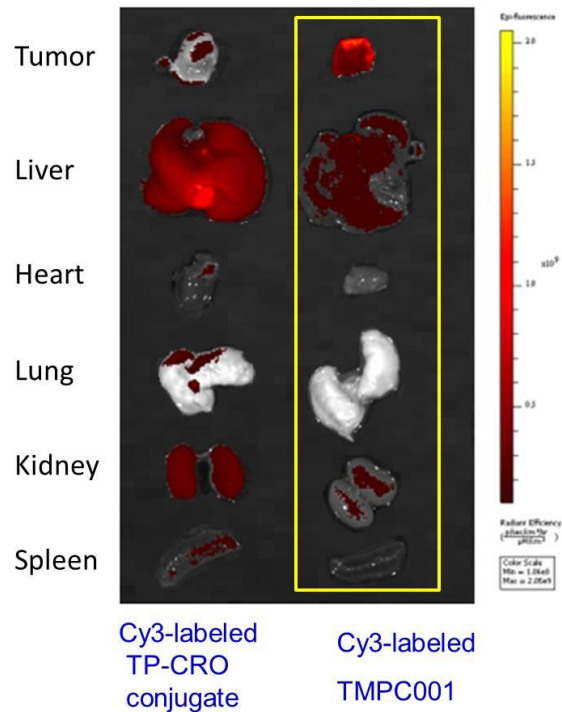 Tumor
Liver
Heart
Lung
Kidney
Spleen
Cy3-labeled
TP-CRO
conjugate
Cy3-labeled
TMPC001
Epi-fluorescence
2.0
1.5
x10⁹
1.0
0.5
Radiant Efficiency
Color Scale
Min = 1.06e8
Max = 2.05e9